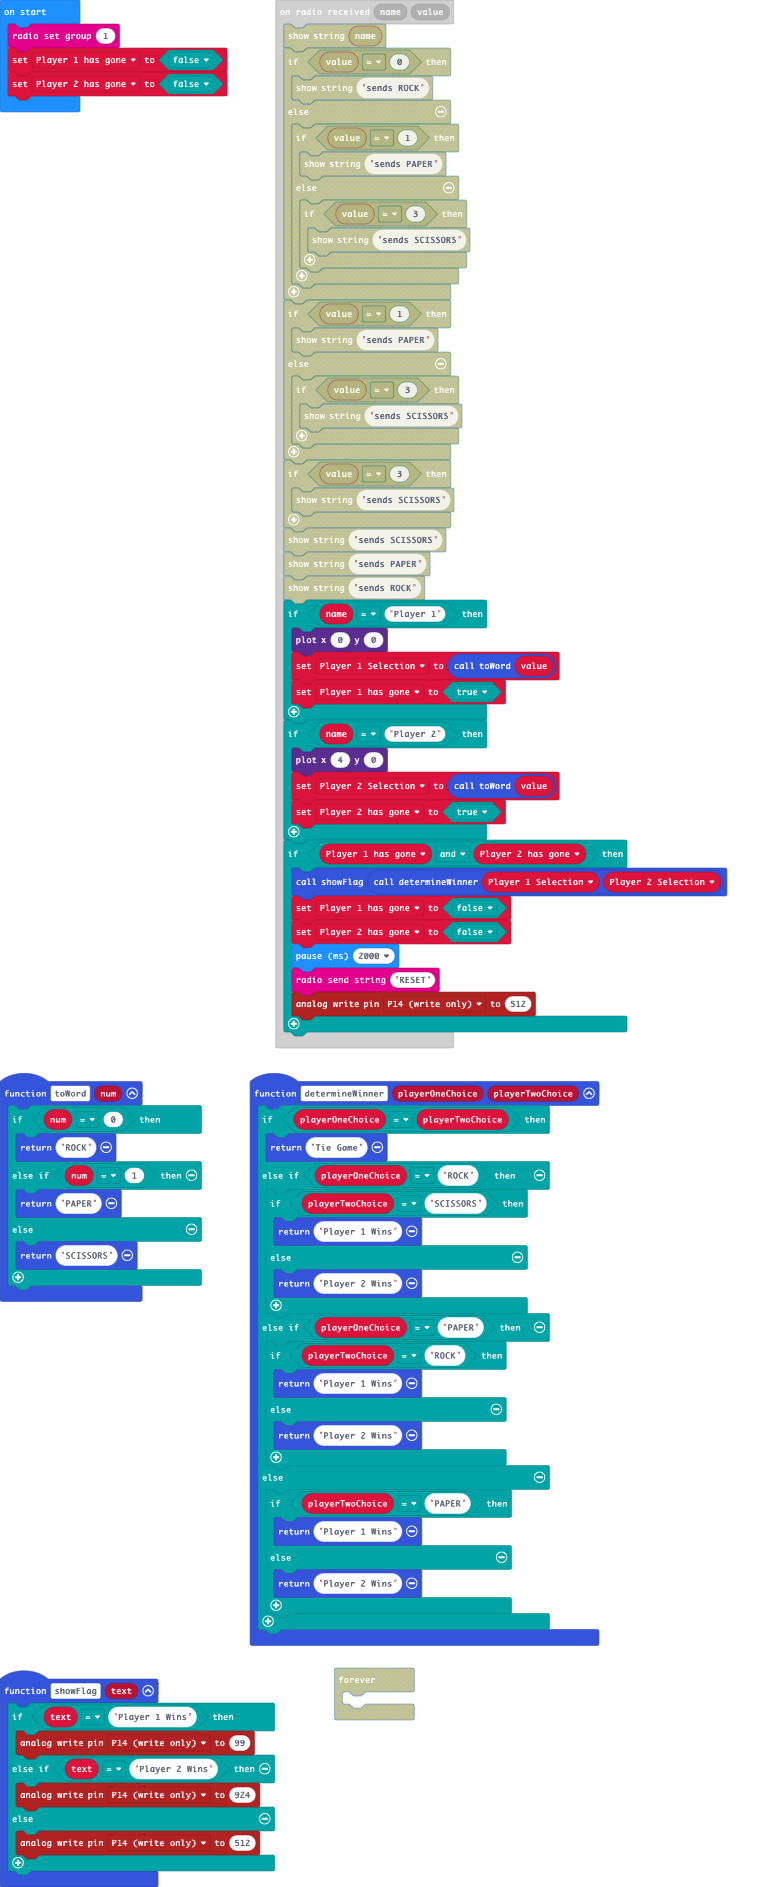 on start
radio set group 1
set Player 1 has gone to false
set Player 2 has gone to false
on radio received name value
show string name
if value = 0 then
show string "sends ROCK"
else
if value = 1 then
show string "sends PAPER"
else
if value = 3 then
show string "sends SCISSORS"
if value = 1 then
show string "sends PAPER"
else
if value = 3 then
show string "sends SCISSORS"
if value = 3 then
show string "sends SCISSORS"
show string "sends SCISSORS"
show string "sends PAPER"
show string "sends ROCK"
if name = "Player 1" then
plot x 0 y 0
set Player 1 Selection to call toWord value
set Player 1 has gone to true
if name = "Player 2" then
plot x 4 y 0
set Player 2 Selection to call toWord value
set Player 2 has gone to true
if Player 1 has gone and Player 2 has gone then
call showFlag call determineWinner Player 1 Selection Player 2 Selection
set Player 1 has gone to false
set Player 2 has gone to false
pause (ms) 2000
radio send string "RESET"
analog write pin P14 (write only) to 512
function toWord num
if num = 0 then
return "ROCK"
else if num = 1 then
return "PAPER"
else
return "SCISSORS"
function determineWinner playerOneChoice playerTwoChoice
if playerOneChoice = playerTwoChoice then
return "Tie Game"
else if playerOneChoice = "ROCK" then
if playerTwoChoice = "SCISSORS" then
return "Player 1 Wins"
else
return "Player 2 Wins"
else if playerOneChoice = "PAPER" then
if playerTwoChoice = "ROCK" then
return "Player 1 Wins"
else
return "Player 2 Wins"
else
if playerTwoChoice = "PAPER" then
return "Player 1 Wins"
else
return "Player 2 Wins"
function showFlag text
if text = "Player 1 Wins" then
analog write pin P14 (write only) to 99
else if text = "Player 2 Wins" then
analog write pin P14 (write only) to 924
else
analog write pin P14 (write only) to 512
forever